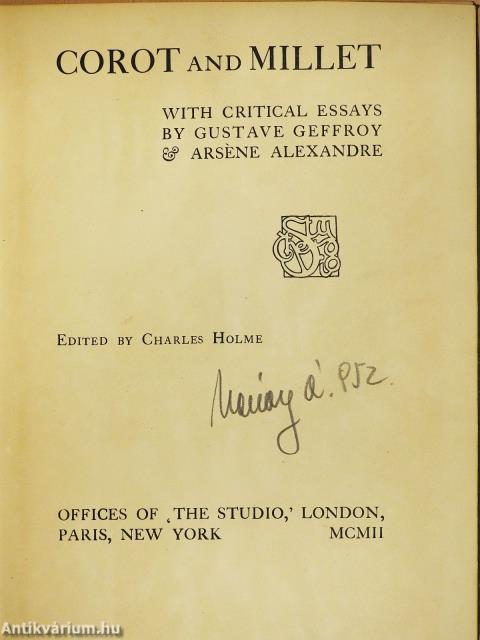 COROT AND MILLET
WITH CRITICAL ESSAYS
BY GUSTAVE GEFFROY
& ARSÈNE ALEXANDRE
EDITED BY CHARLES HOLME
OFFICES OF ‚THE STUDIO,’ LONDON,
PARIS, NEW YORK MCMII
Antikvárium.hu